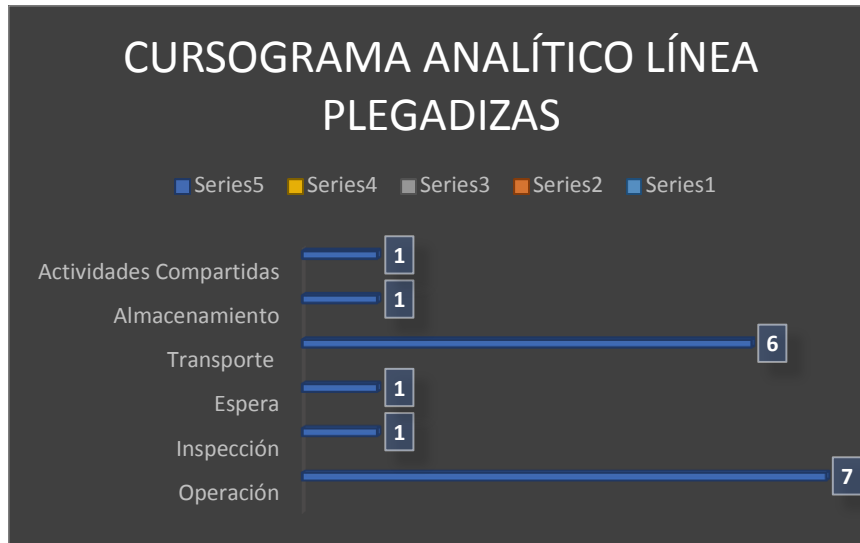 CURSOGRAMA ANALÍTICO LÍNEA
PLEGADIZAS
Series5 Series4 Series3 Series2 Series1
Actividades Compartidas 1
Almacenamiento 1
Transporte 6
Espera 1
Inspección 1
Operación 7